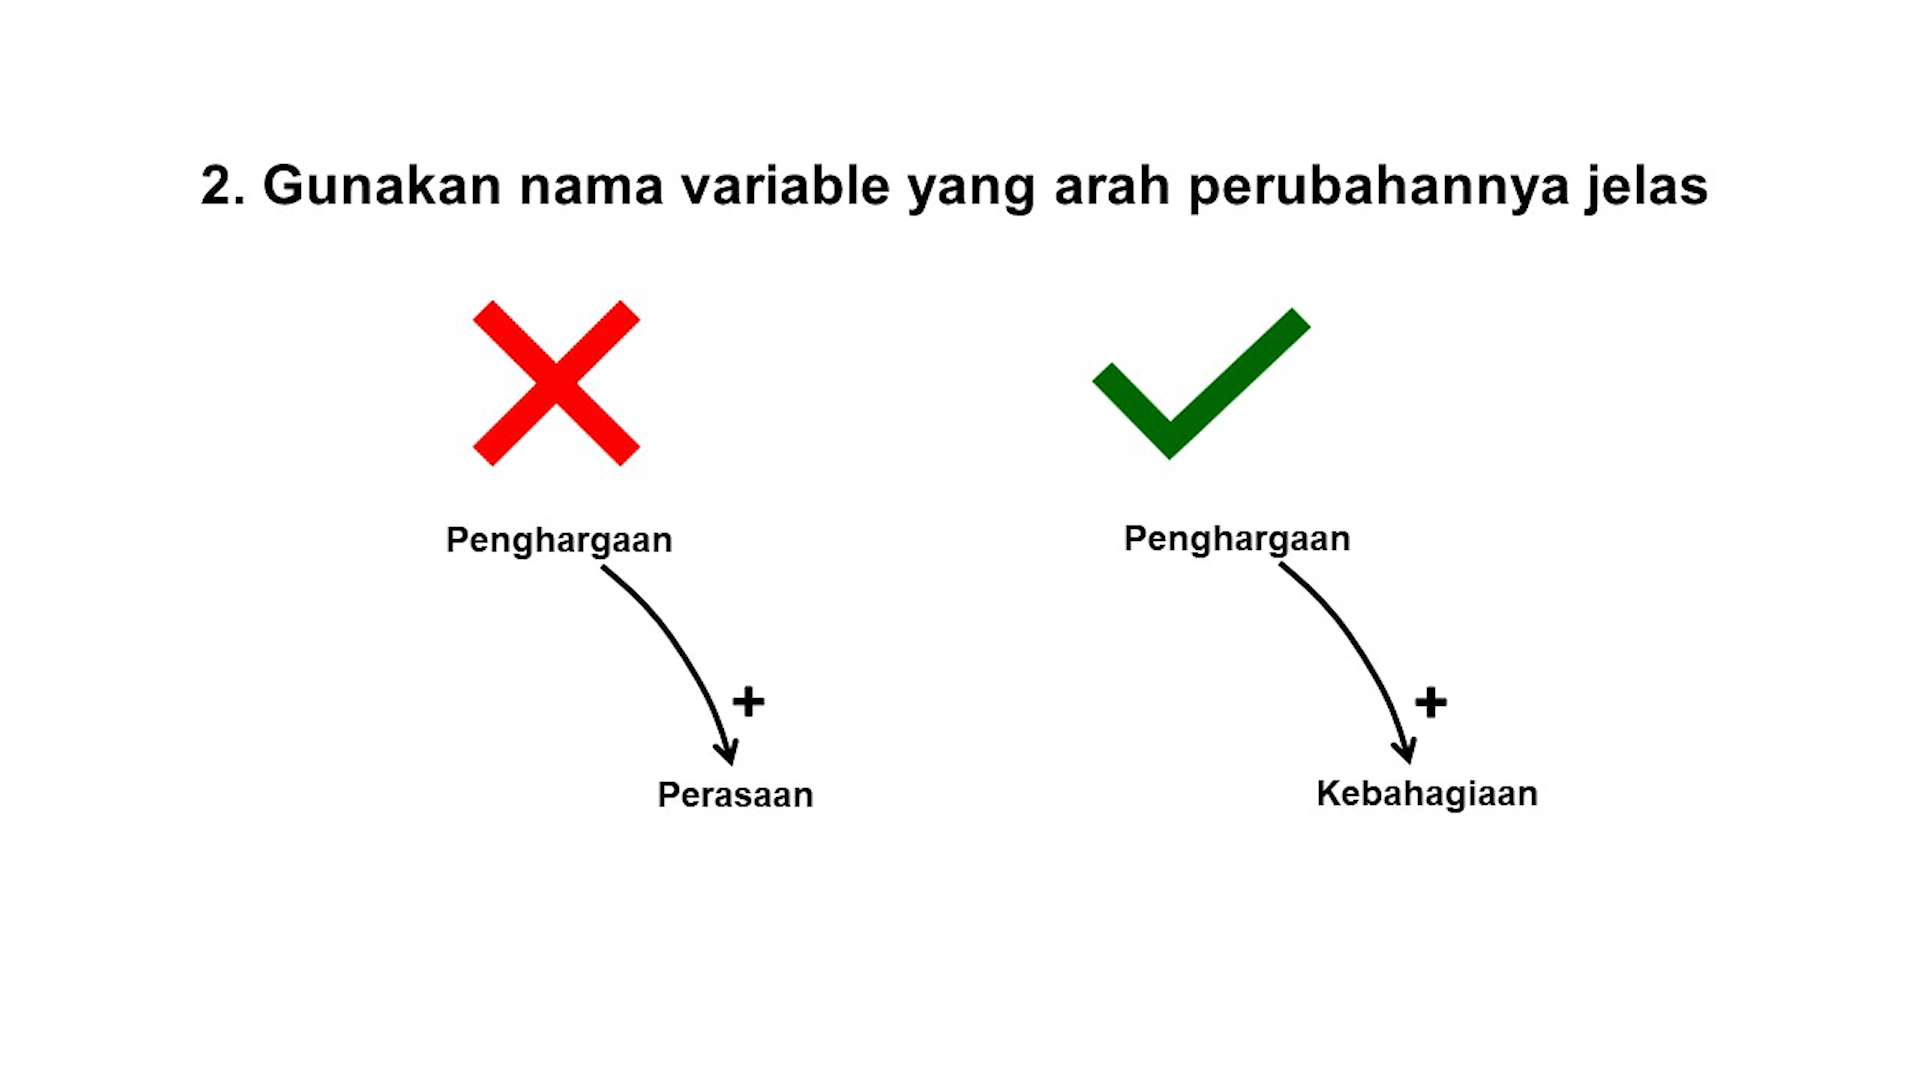 2. Gunakan nama variable yang arah perubahannya jelas
Penghargaan
+
Perasaan
Penghargaan
+
Kebahagiaan